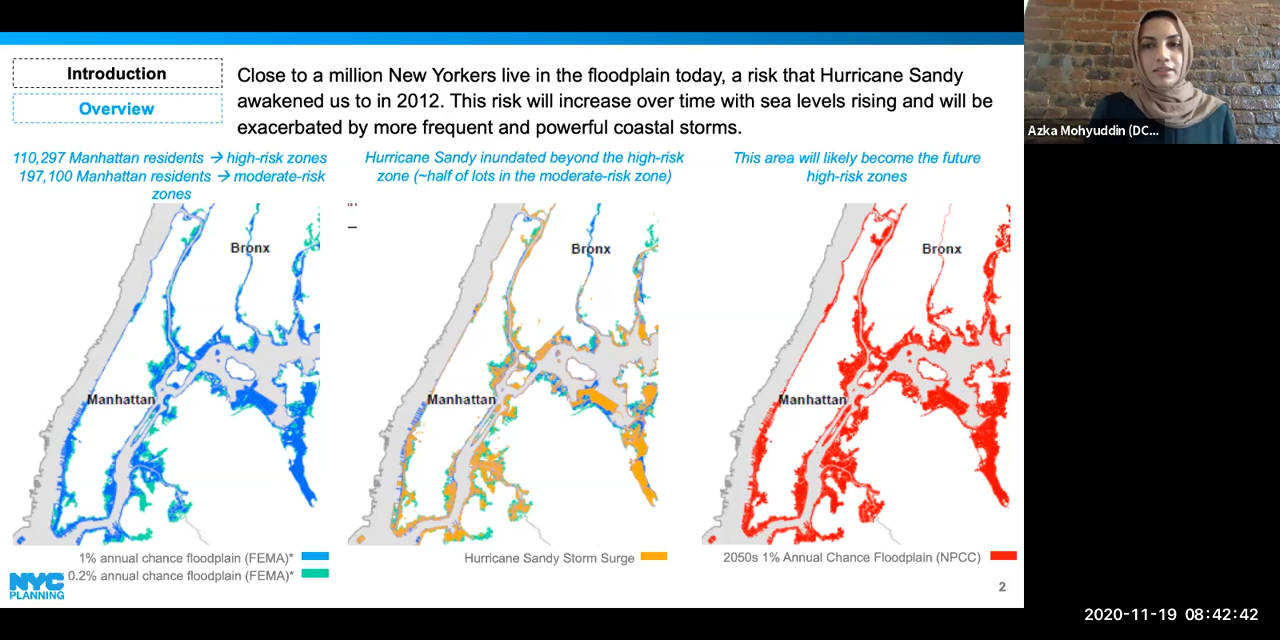 Introduction
Overview
Close to a million New Yorkers live in the floodplain today, a risk that Hurricane Sandy
awakened us to in 2012. This risk will increase over time with sea levels rising and will be
exacerbated by more frequent and powerful coastal storms.
110,297 Manhattan residents → high-risk zones
197,100 Manhattan residents → moderate-risk
zones
Hurricane Sandy inundated beyond the high-risk
zone (~half of lots in the moderate-risk zone)
This area will likely become the future
high-risk zones
Bronx
Manhattan
Bronx
Manhattan
Bronx
Manhattan
1% annual chance floodplain (FEMA)*
0.2% annual chance floodplain (FEMA)*
Hurricane Sandy Storm Surge
2050s 1% Annual Chance Floodplain (NPCC)
NYC
PLANNING
2
Azka Mohyuddin (DC...
2020-11-19 08:42:42